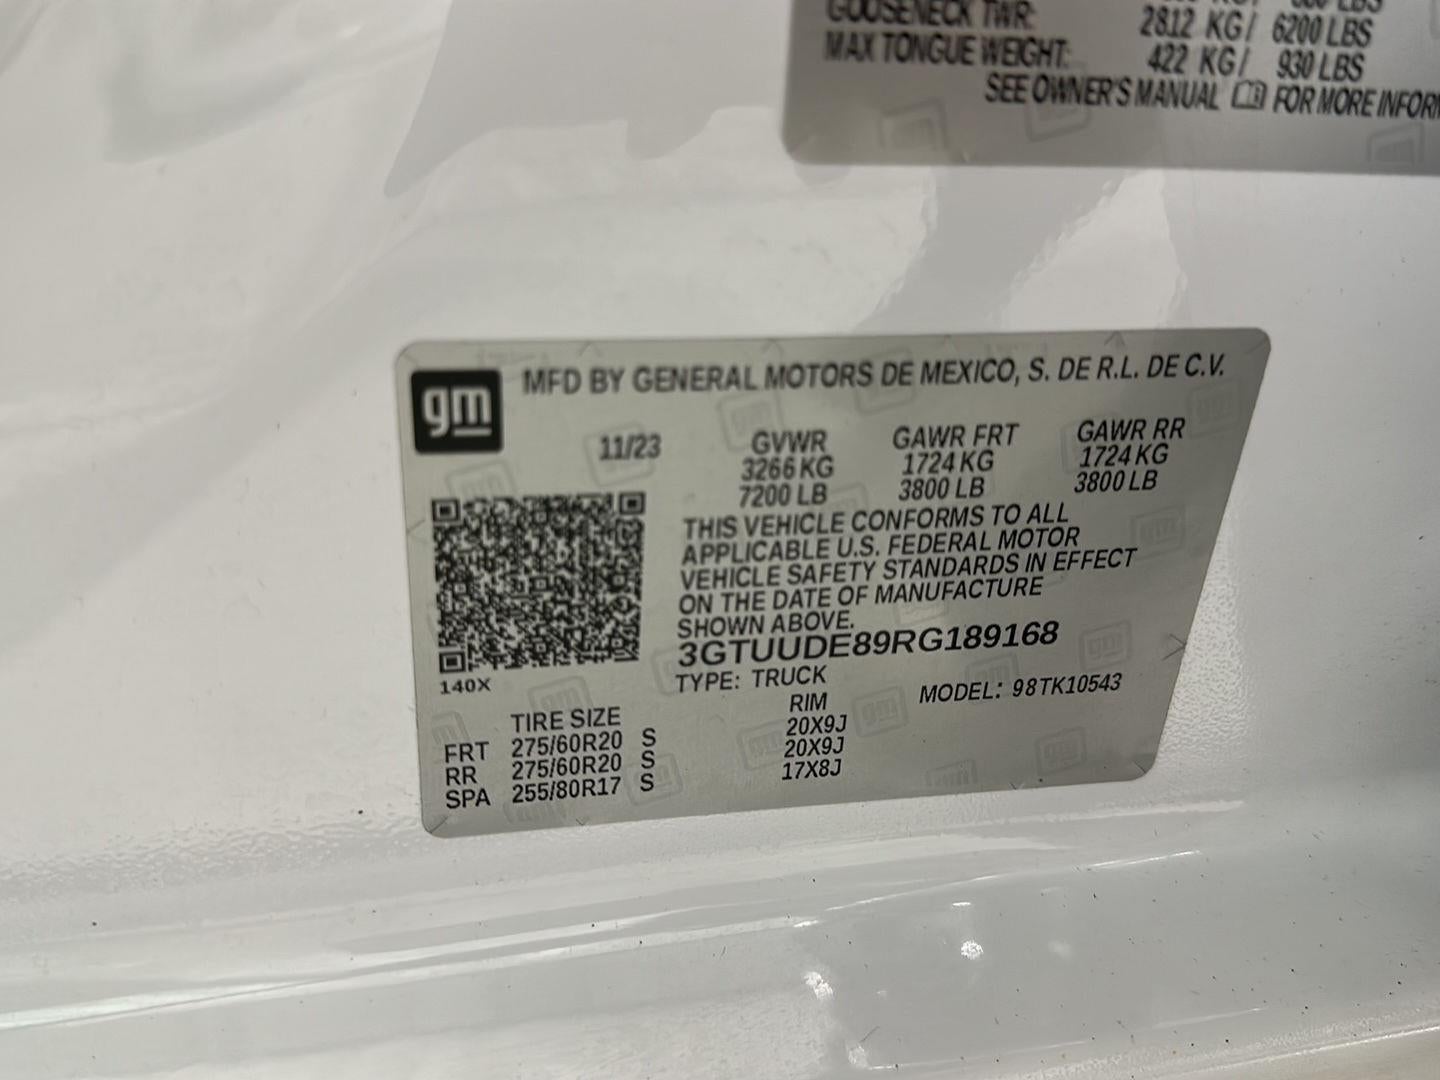 GOOSENECK TWR: 2812 KG/ 6200 LBS
MAX TONGUE WEIGHT: 422 KG/ 930 LBS
SEE OWNER'S MANUAL FOR MORE INFOR
gm MFD BY GENERAL MOTORS DE MEXICO, S. DE R.L. DE C.V.
11/23 GVWR GAWR FRT GAWR RR
3266 KG 1724 KG 1724 KG
7200 LB 3800 LB 3800 LB
THIS VEHICLE CONFORMS TO ALL
APPLICABLE U.S. FEDERAL MOTOR
VEHICLE SAFETY STANDARDS IN EFFECT
ON THE DATE OF MANUFACTURE
SHOWN ABOVE.
3GTUUDE89RG189168
140X TYPE: TRUCK MODEL: 98TK10543
TIRE SIZE RIM
FRT 275/60R20 S 20X9J
RR 275/60R20 S 20X9J
SPA 255/80R17 S 17X8J